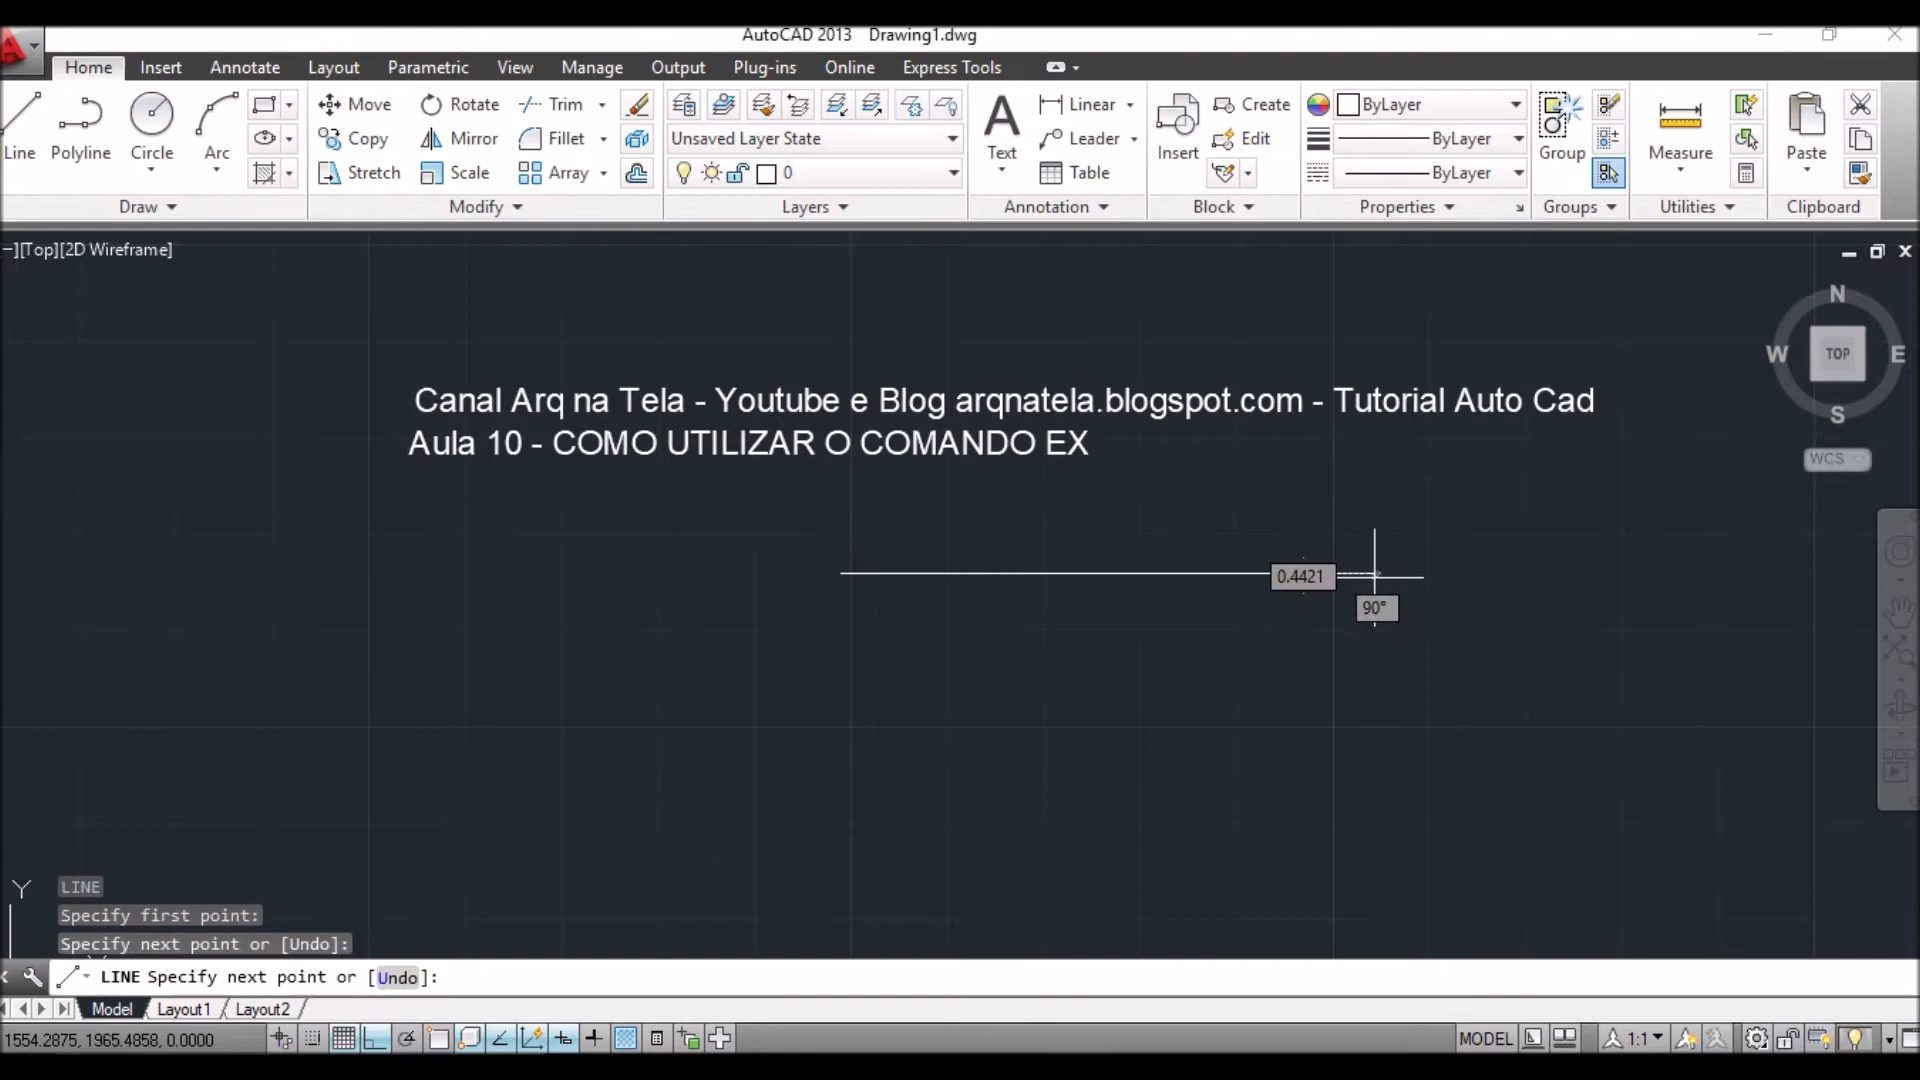 AutoCAD 2013 Drawing1.dwg
Home Insert Annotate Layout Parametric View Manage Output Plug-ins Online Express Tools
Line Polyline Circle Arc
Move Rotate Trim
Copy Mirror Fillet
Stretch Scale Array
Unsaved Layer State
0
Text Linear
Leader
Table
Insert Create
Edit
ByLayer
ByLayer
ByLayer
Group Measure Paste
Draw Modify Layers Annotation Block Properties Groups Utilities Clipboard
−][Top][2D Wireframe]
N
W TOP E
S
WCS
Canal Arq na Tela - Youtube e Blog arqnatela.blogspot.com - Tutorial Auto Cad
Aula 10 - COMO UTILIZAR O COMANDO EX
0.4421
90°
Y
LINE
Specify first point:
Specify next point or [Undo]:
LINE Specify next point or [Undo]:
Model Layout1 Layout2
1554.2875, 1965.4858, 0.0000
MODEL 1:1